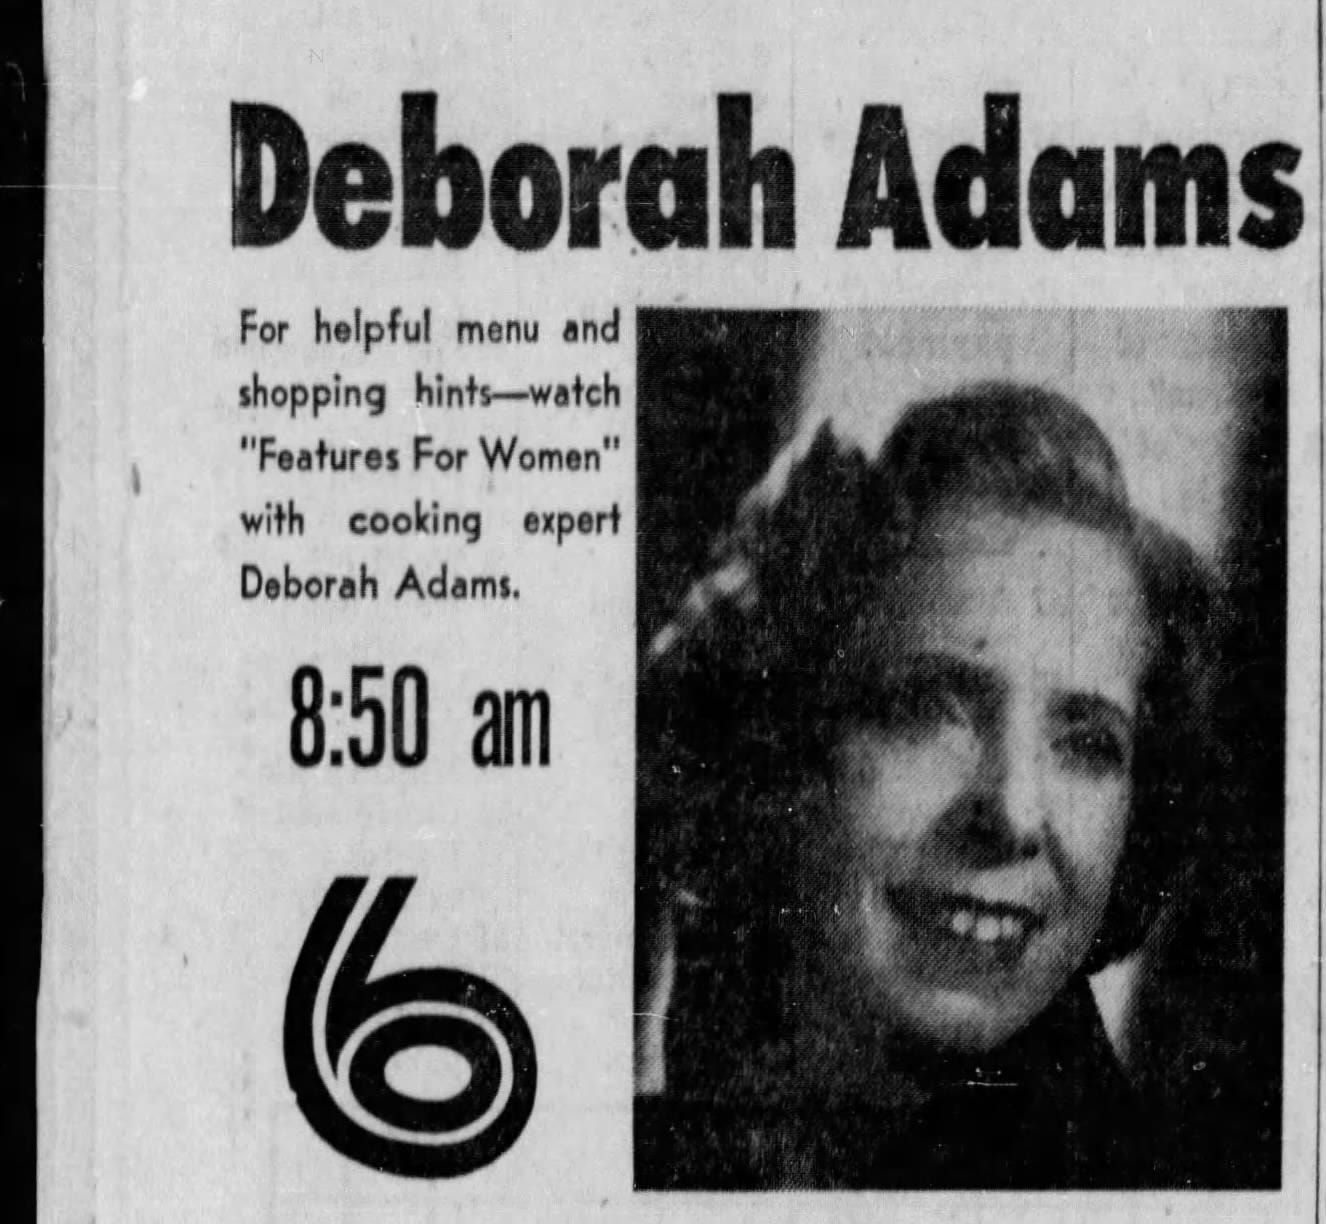 Deborah Adams
For helpful menu and
shopping hints—watch
"Features For Women"
with cooking expert
Deborah Adams.
8:50 am
6